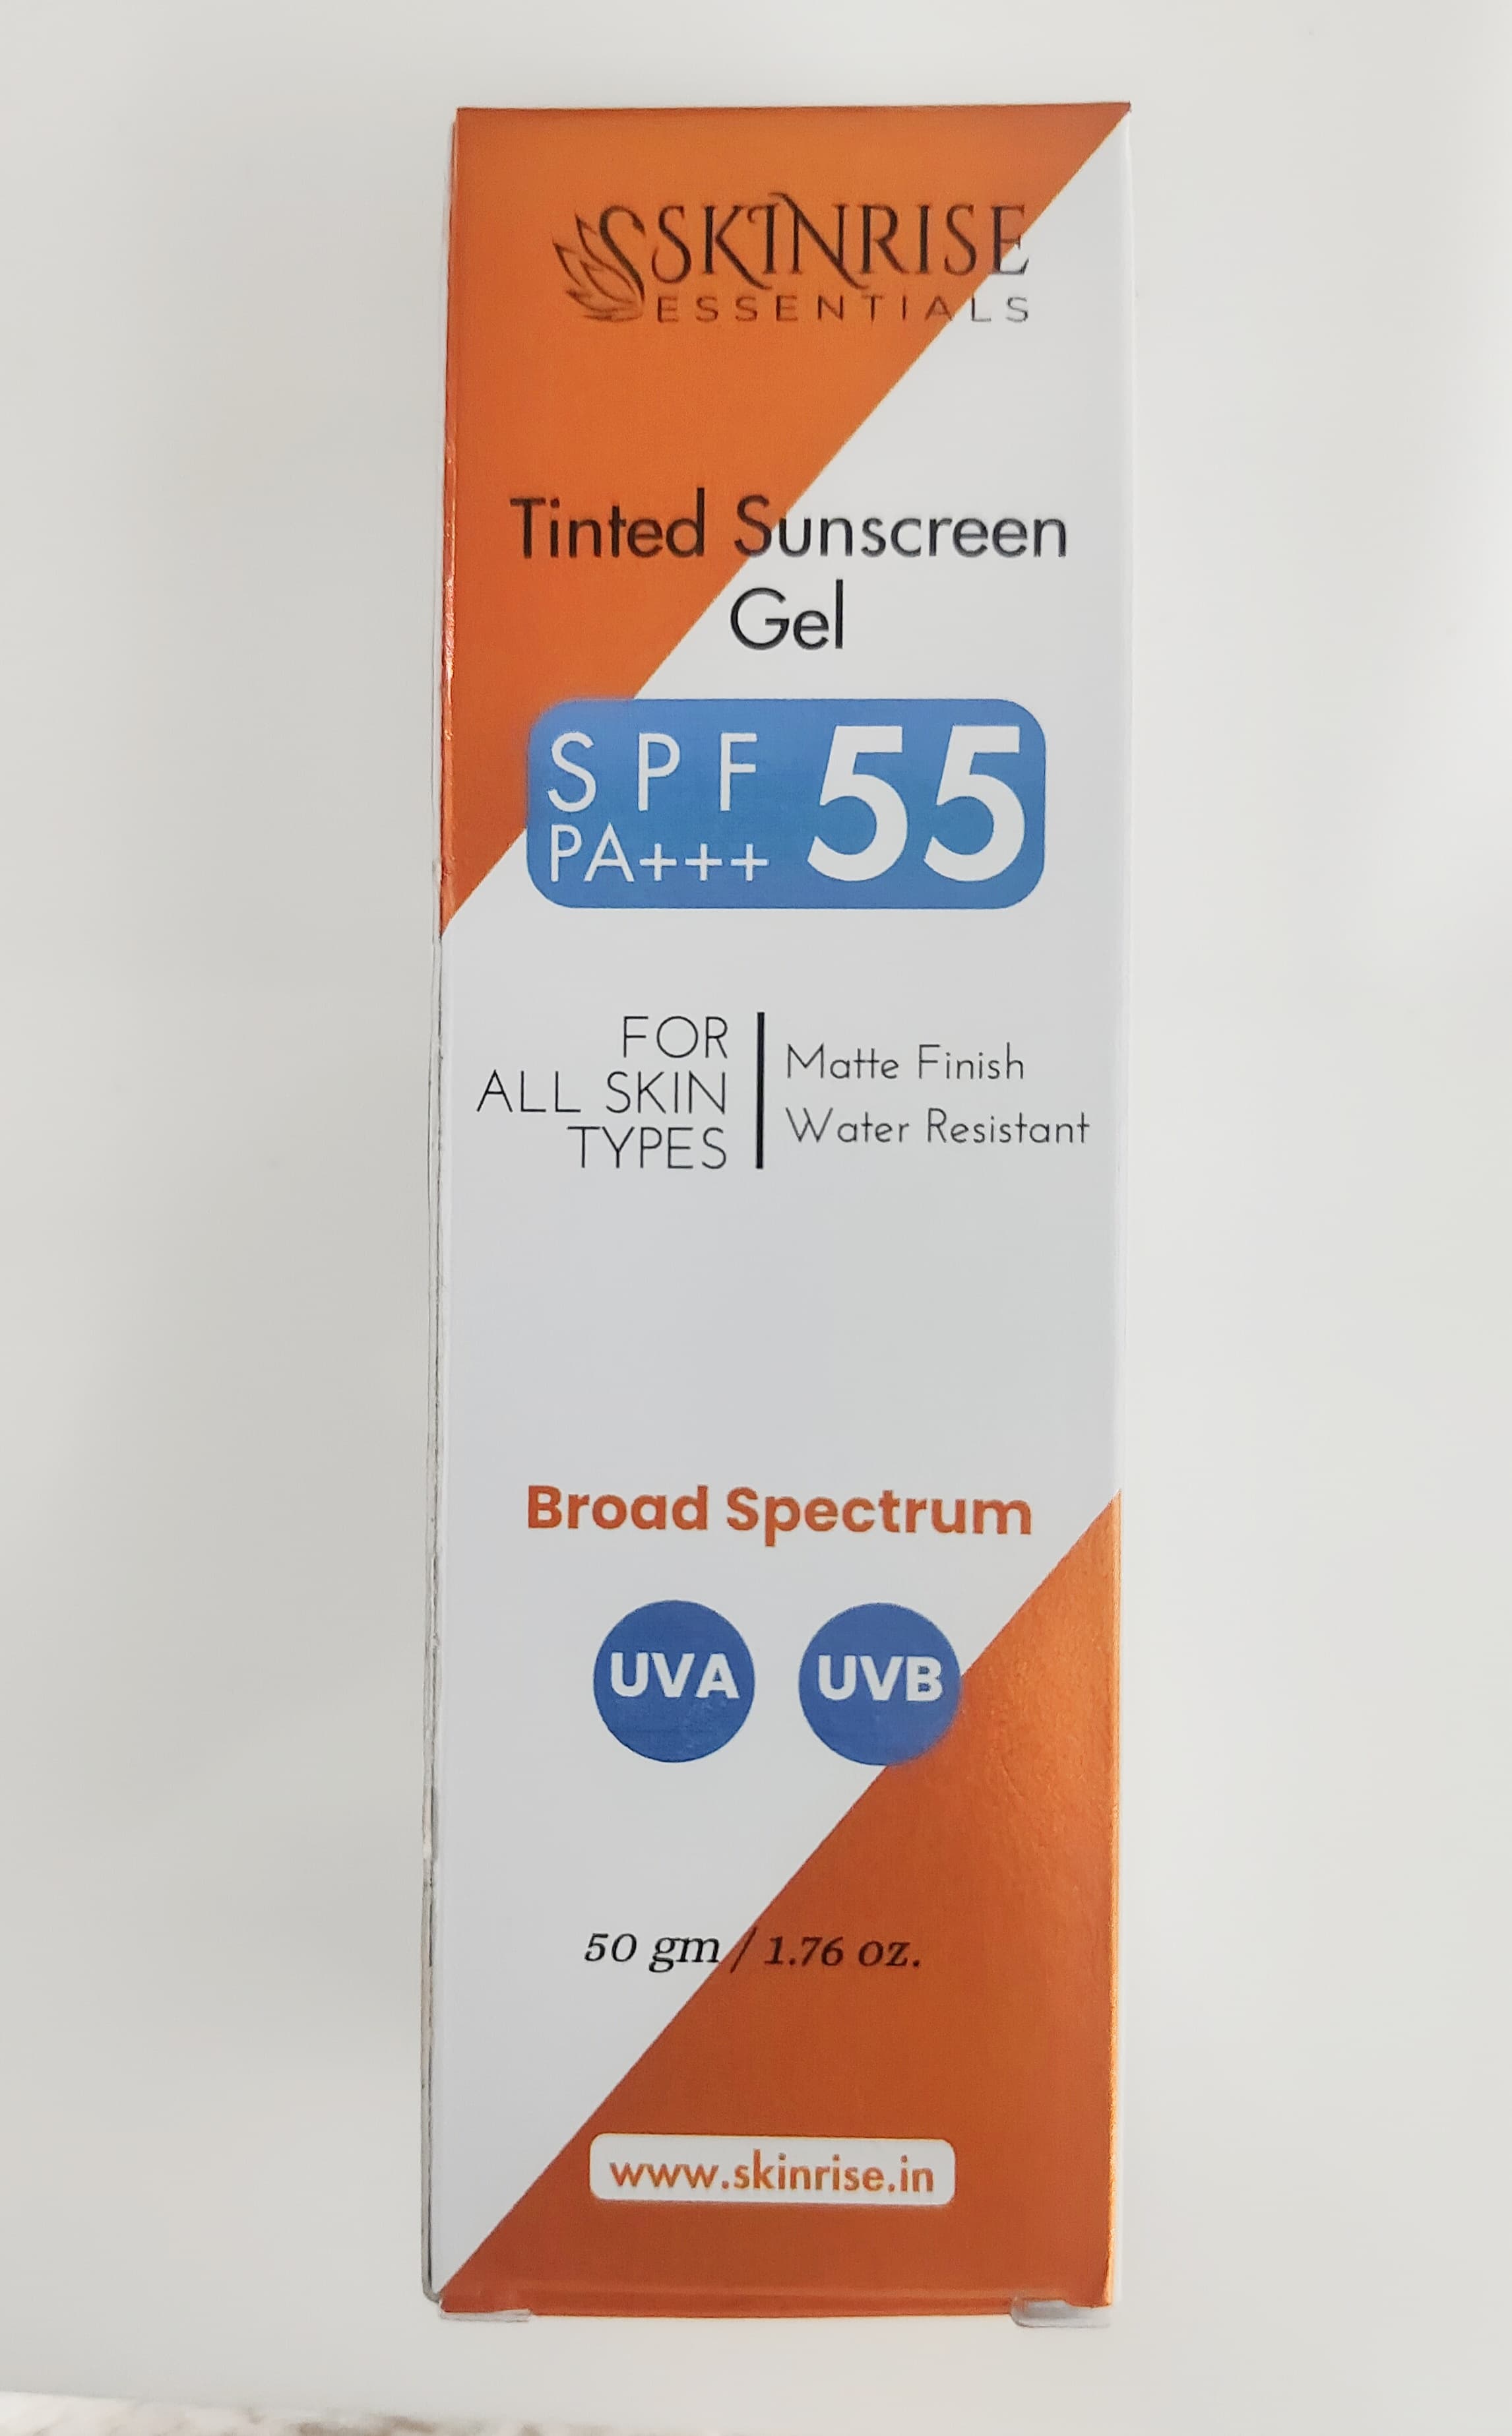 SKINRISE
ESSENTIALS
Tinted Sunscreen
Gel
SPF 55
PA+++
FOR
ALL SKIN
TYPES
Matte Finish
Water Resistant
Broad Spectrum
UVA UVB
50 gm / 1.76 oz.
www.skinrise.in